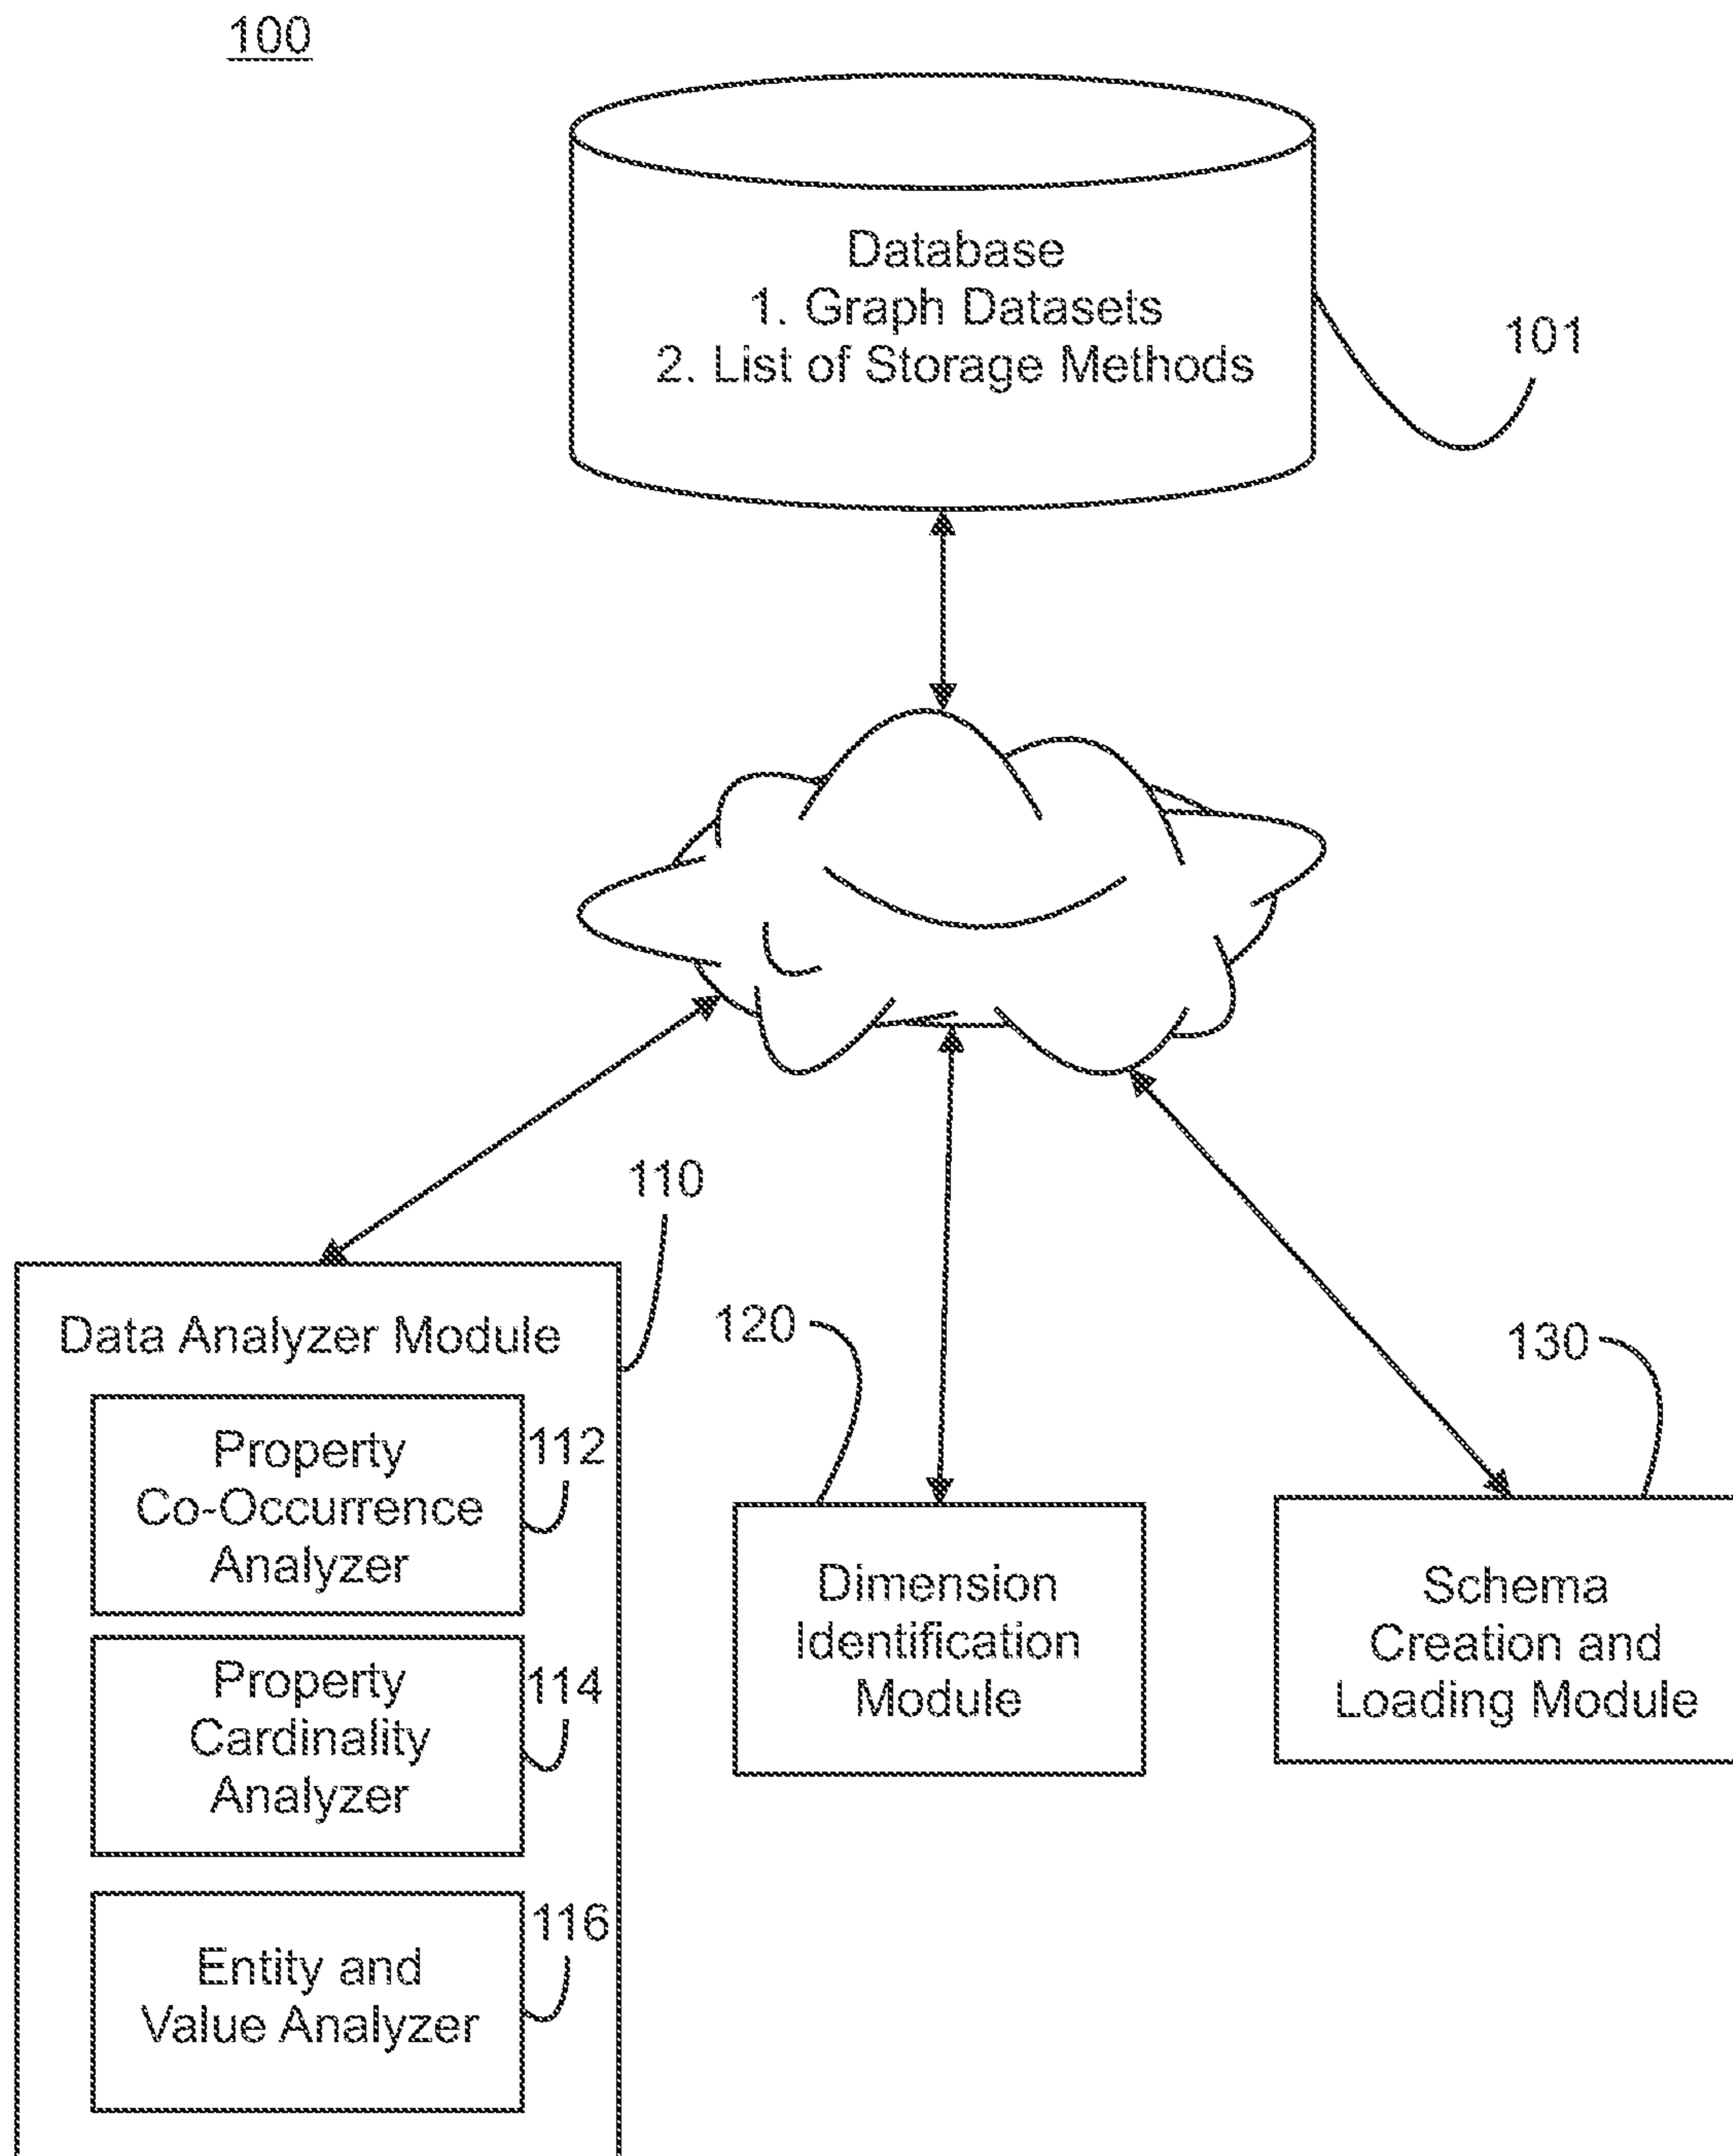 100
Database
1. Graph Datasets
2. List of Storage Methods
101
110
Data Analyzer Module
Property
Co-Occurrence
Analyzer
112
Property
Cardinality
Analyzer
114
Entity and
Value Analyzer
116
120
Dimension
Identification
Module
130
Schema
Creation and
Loading Module